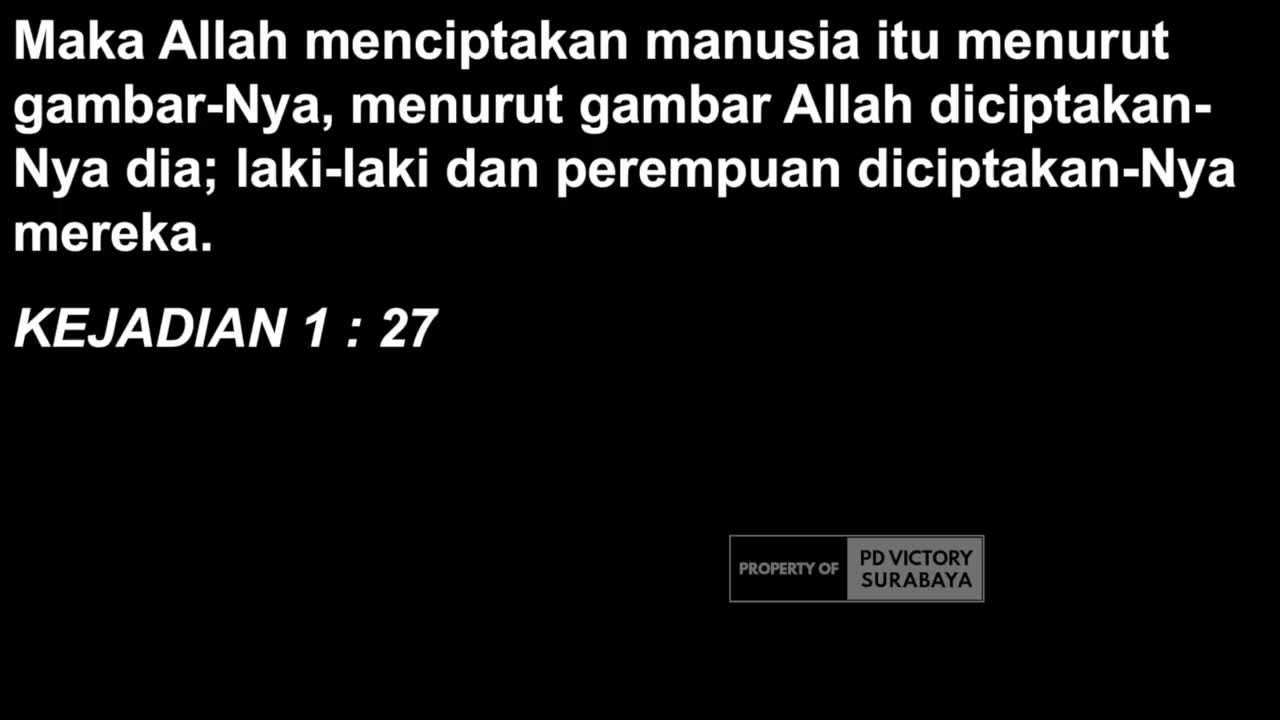 Maka Allah menciptakan manusia itu menurut
gambar-Nya, menurut gambar Allah diciptakan-
Nya dia; laki-laki dan perempuan diciptakan-Nya
mereka.
KEJADIAN 1 : 27
PROPERTY OF
PD VICTORY
SURABAYA